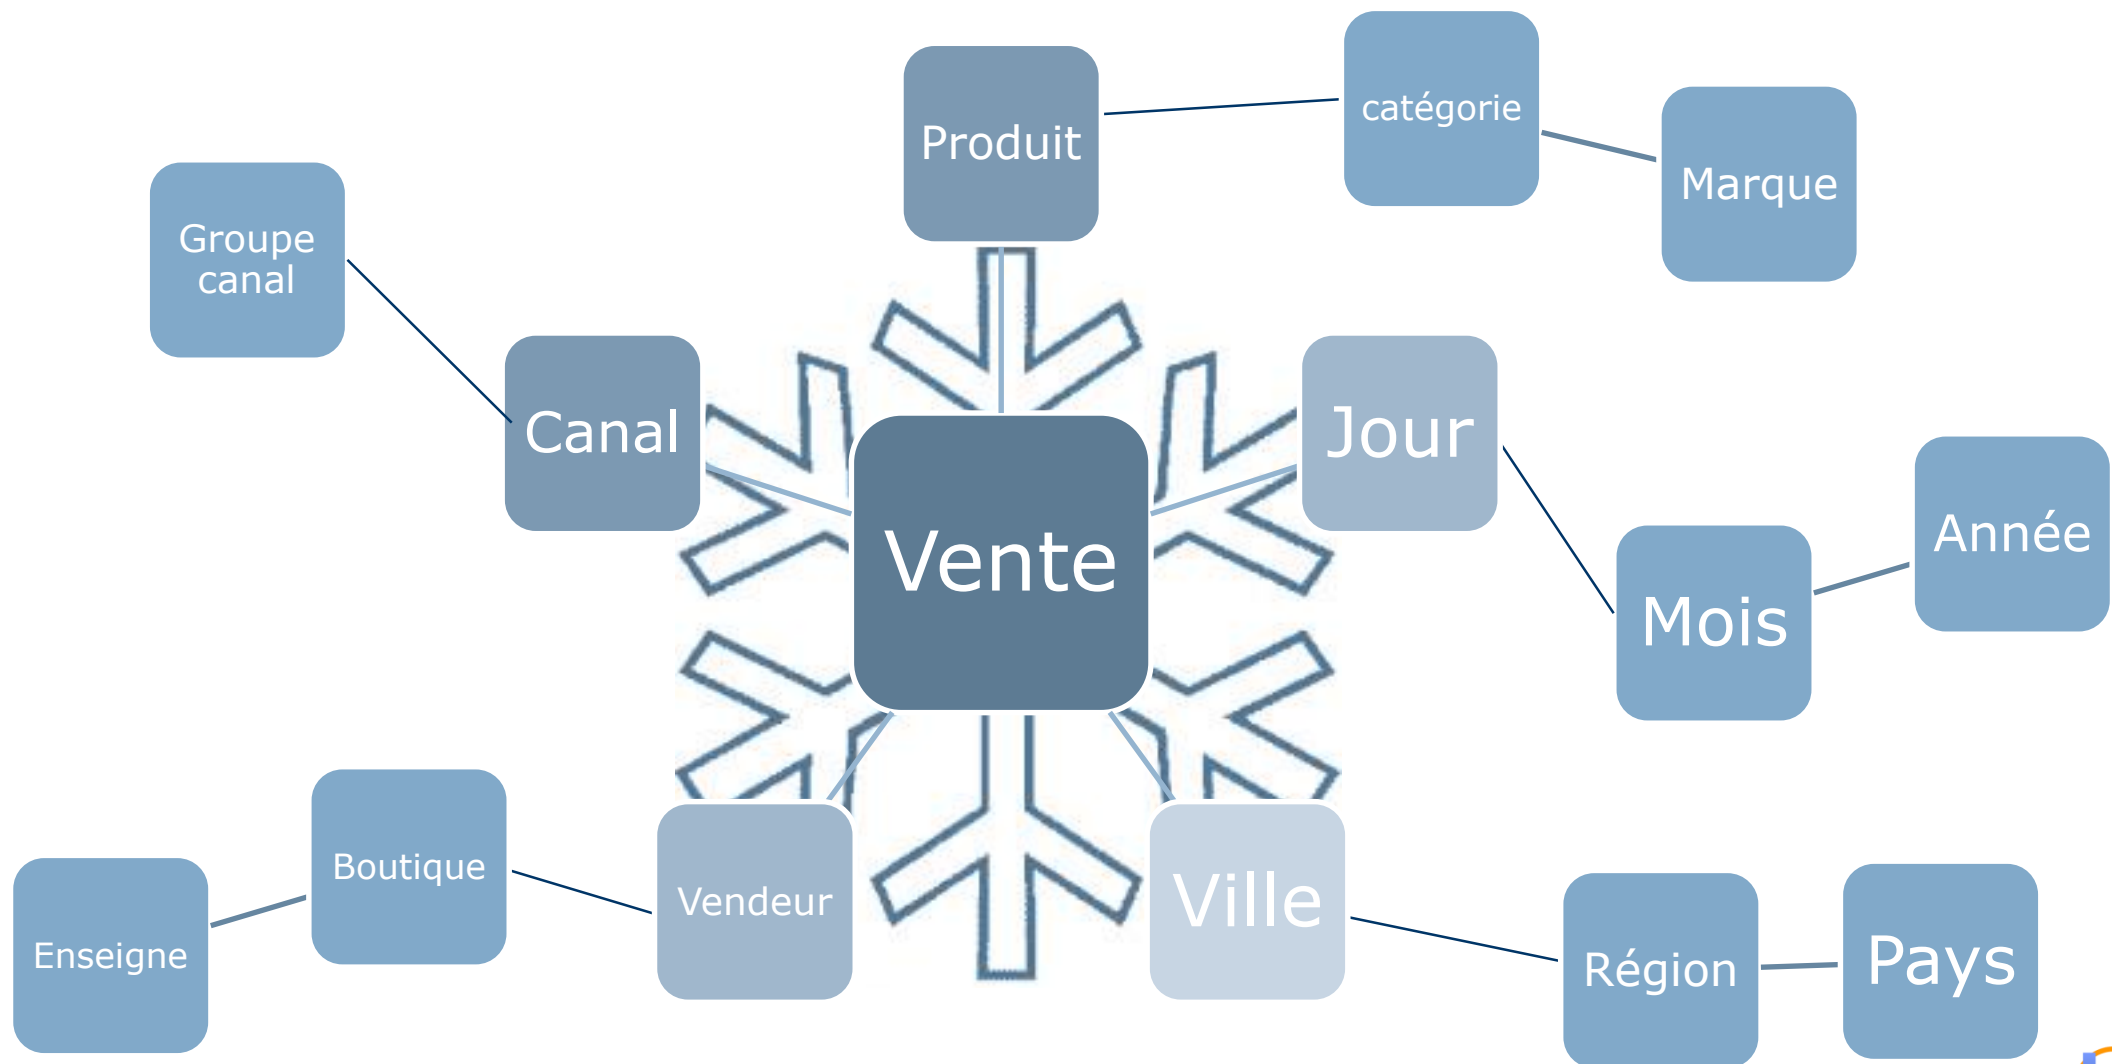 Produit
catégorie
Marque
Groupe
canal
Canal
Jour
Vente
Année
Mois
Boutique
Vendeur
Ville
Enseigne
Région
Pays